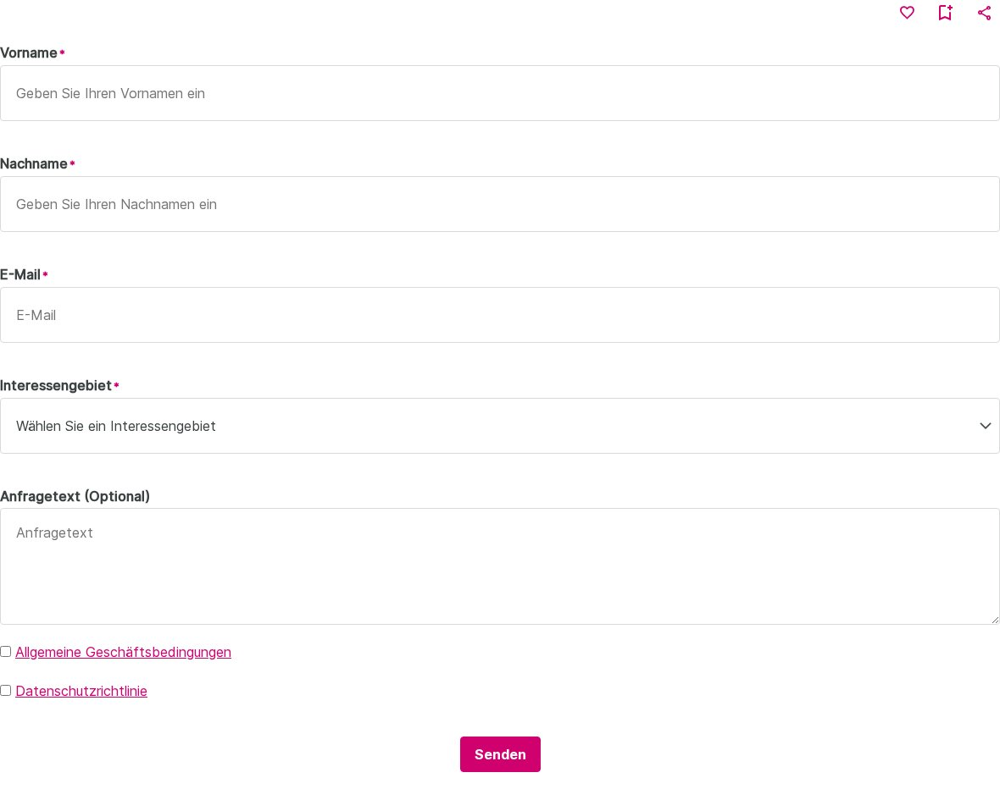 Vorname*
Geben Sie Ihren Vornamen ein
Nachname*
Geben Sie Ihren Nachnamen ein
E-Mail*
E-Mail
Interessengebiet*
Wählen Sie ein Interessengebiet
Anfragetext (Optional)
Anfragetext
Allgemeine Geschäftsbedingungen
Datenschutzrichtlinie
Senden